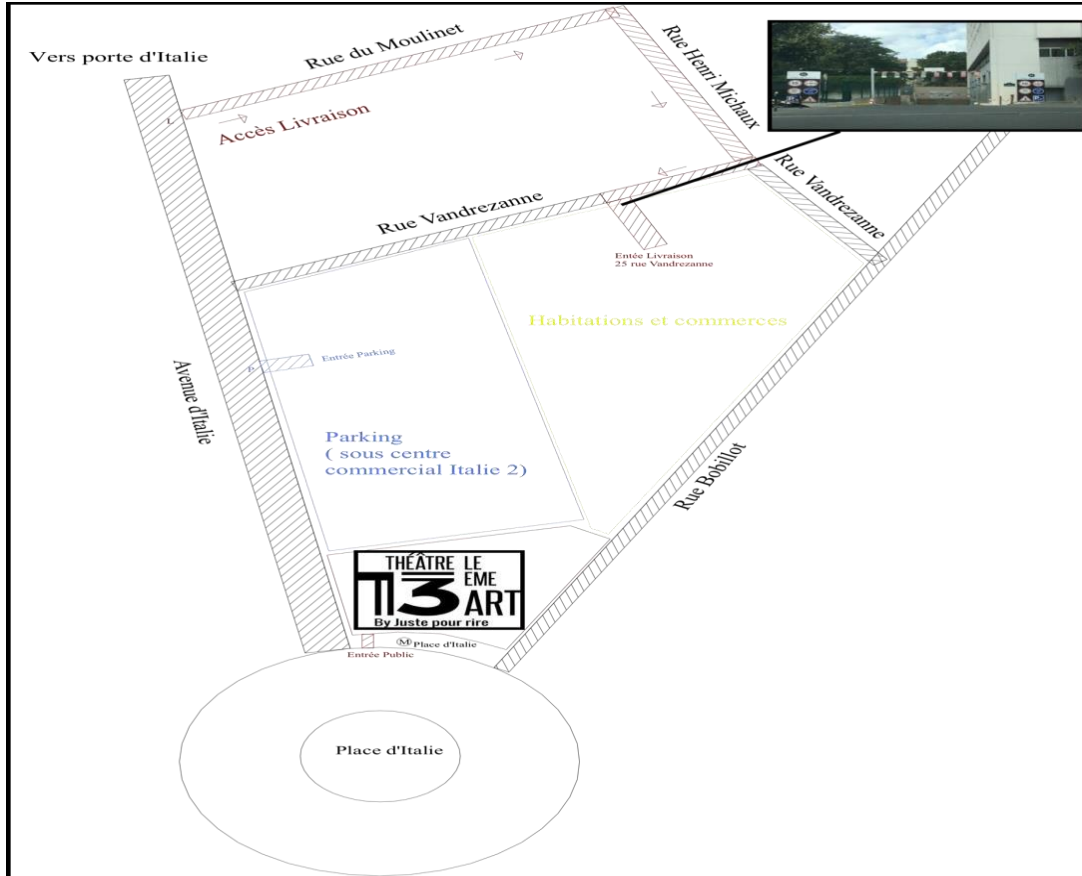 Vers porte d'Italie
Rue du Moulinet
Rue Henri Michaux
L
Accès Livraison
Rue Vandrezanne
Rue Vandrezanne
Entée Livraison
25 rue Vandrezanne
Habitations et commerces
P
Entrée Parking
Avenue d'Italie
Parking
( sous centre
commercial Italie 2)
Rue Bobillot
THÉÂTRE LE
T13 EME
ART
By Juste pour rire
M Place d'Italie
Entrée Public
Place d'Italie